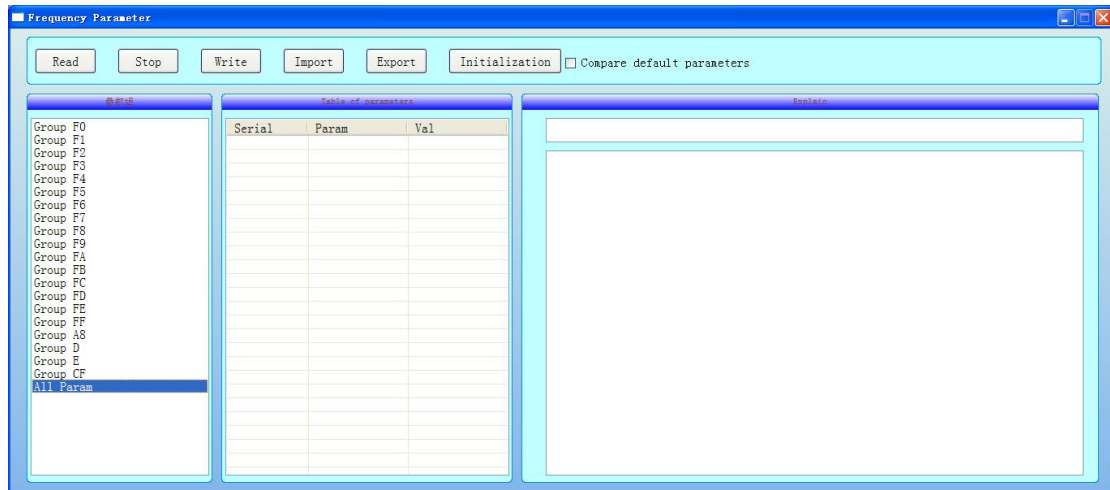 Frequency Parameter
Read Stop Write Import Export Initialization Compare default parameters
参数组
Table of parameters
Explain
Serial Param Val
Group F0
Group F1
Group F2
Group F3
Group F4
Group F5
Group F6
Group F7
Group F8
Group F9
Group FA
Group FB
Group FC
Group FD
Group FE
Group FF
Group A8
Group D
Group E
Group CF
All Param